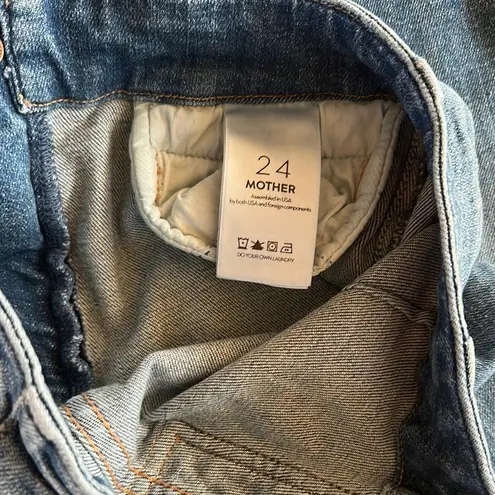 24
MOTHER
Assembled in USA
by both USA and foreign components
DO YOUR OWN LAUNDRY